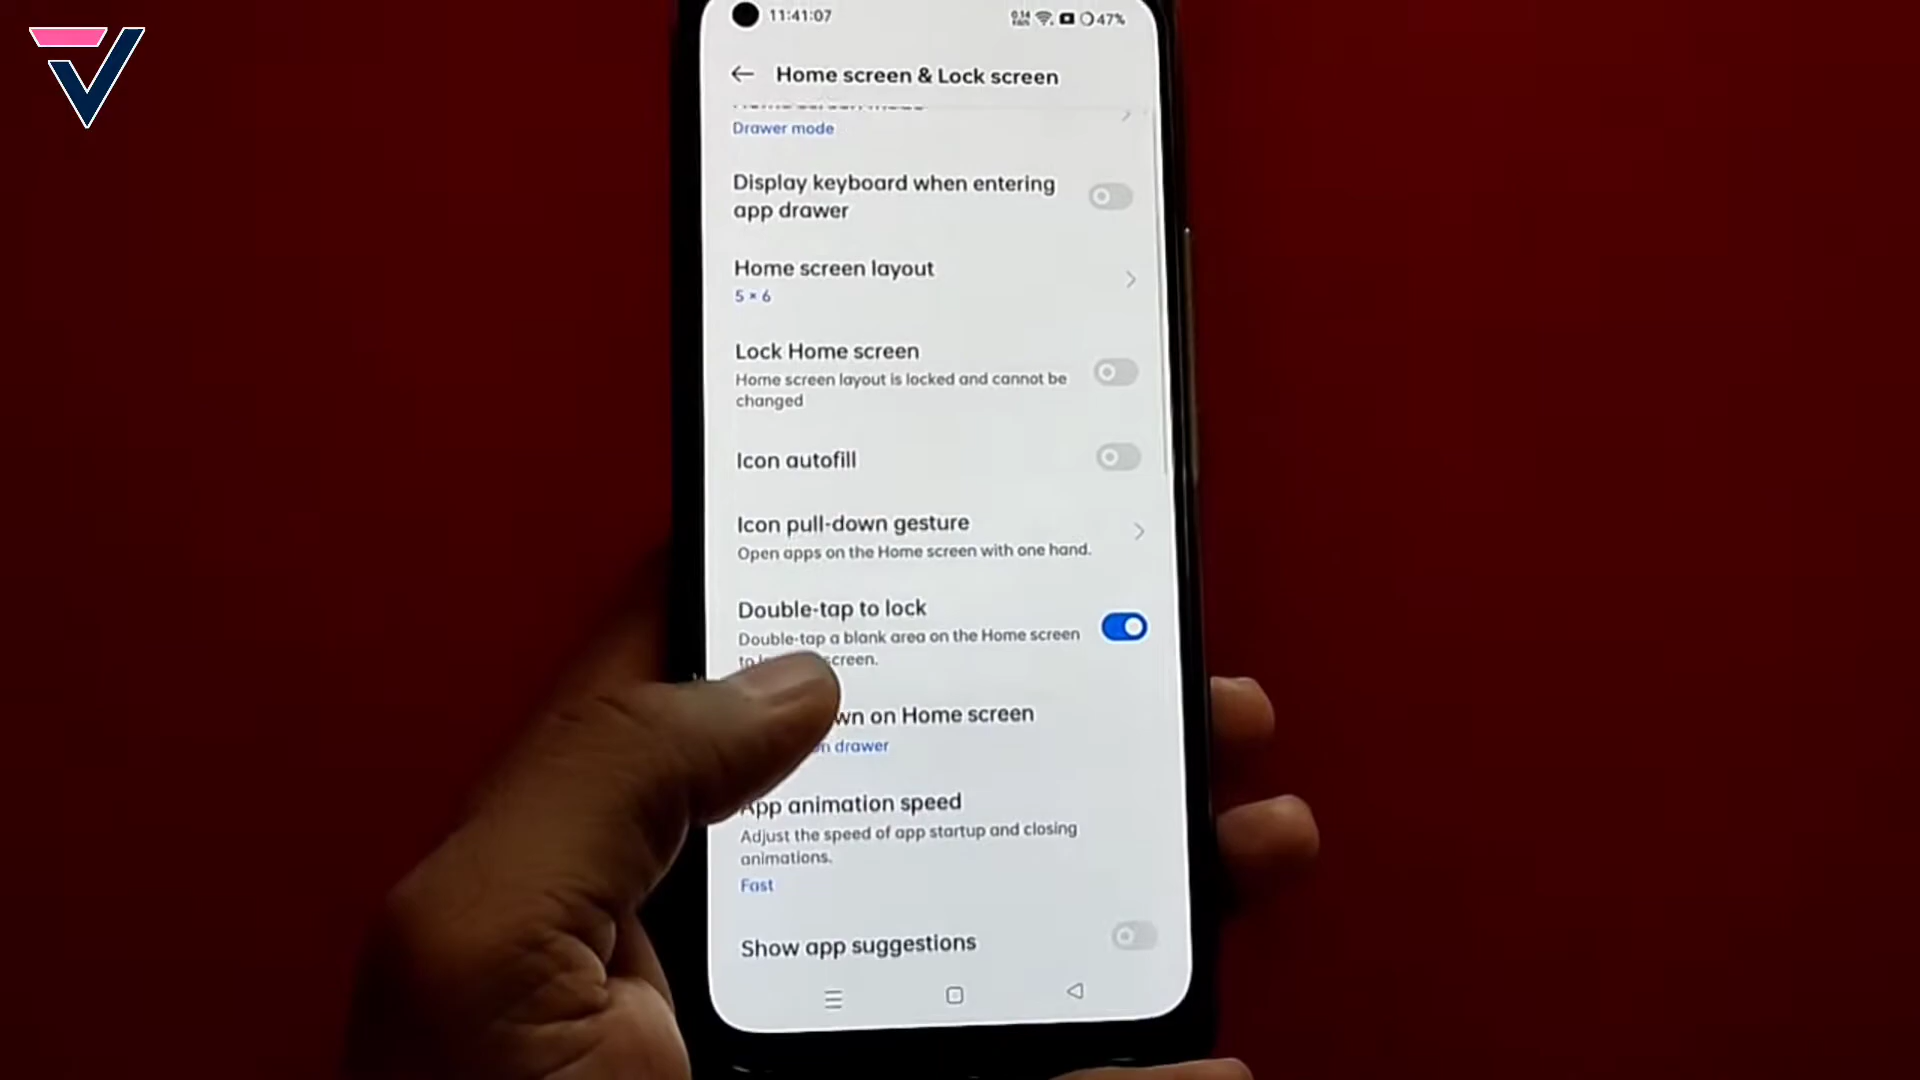 11:41:07
0.14 47%
Home screen & Lock screen
Drawer mode
Display keyboard when entering
app drawer
Home screen layout
5 × 6
Lock Home screen
Home screen layout is locked and cannot be
changed
Icon autofill
Icon pull-down gesture
Open apps on the Home screen with one hand.
Double-tap to lock
Double-tap a blank area on the Home screen
to screen.
on Home screen
drawer
App animation speed
Adjust the speed of app startup and closing
animations.
Fast
Show app suggestions